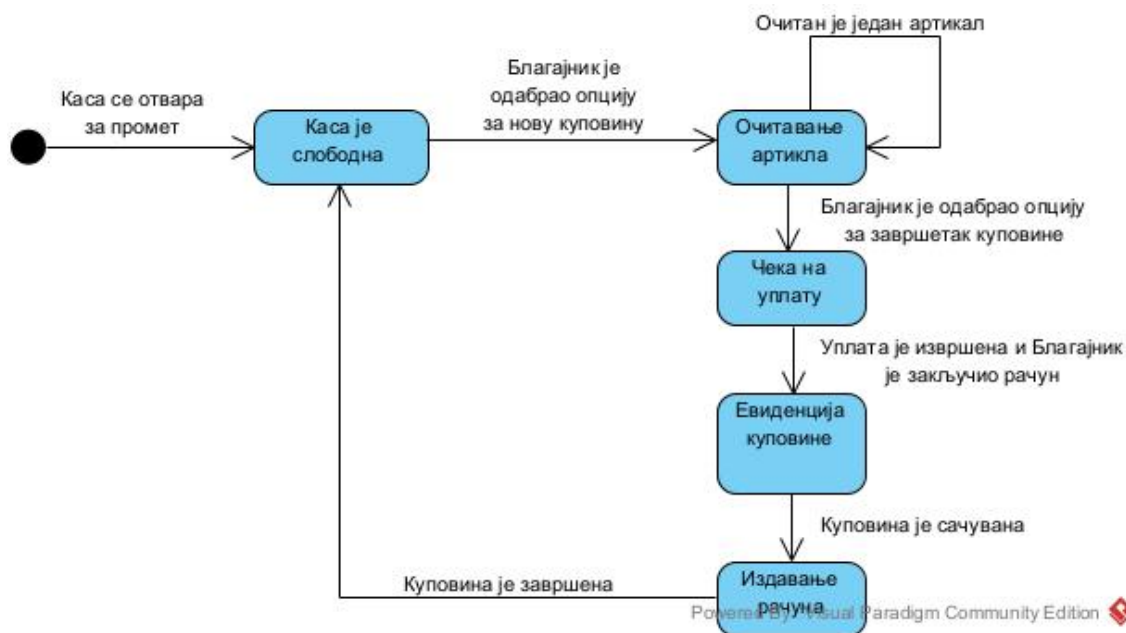 Очитан је један артикал
Благајник је
одабрао опцију
за нову куповину
Каса се отвара
за промет
Каса је
слободна
Очитавање
артикла
Благајник је одабрао опцију
за завршетак куповине
Чека на
уплату
Уплата је извршена и Благајник
је закључио рачун
Евиденција
куповине
Куповина је сачувана
Куповина је завршена
Издавање
рачуна
Powered By Visual Paradigm Community Edition